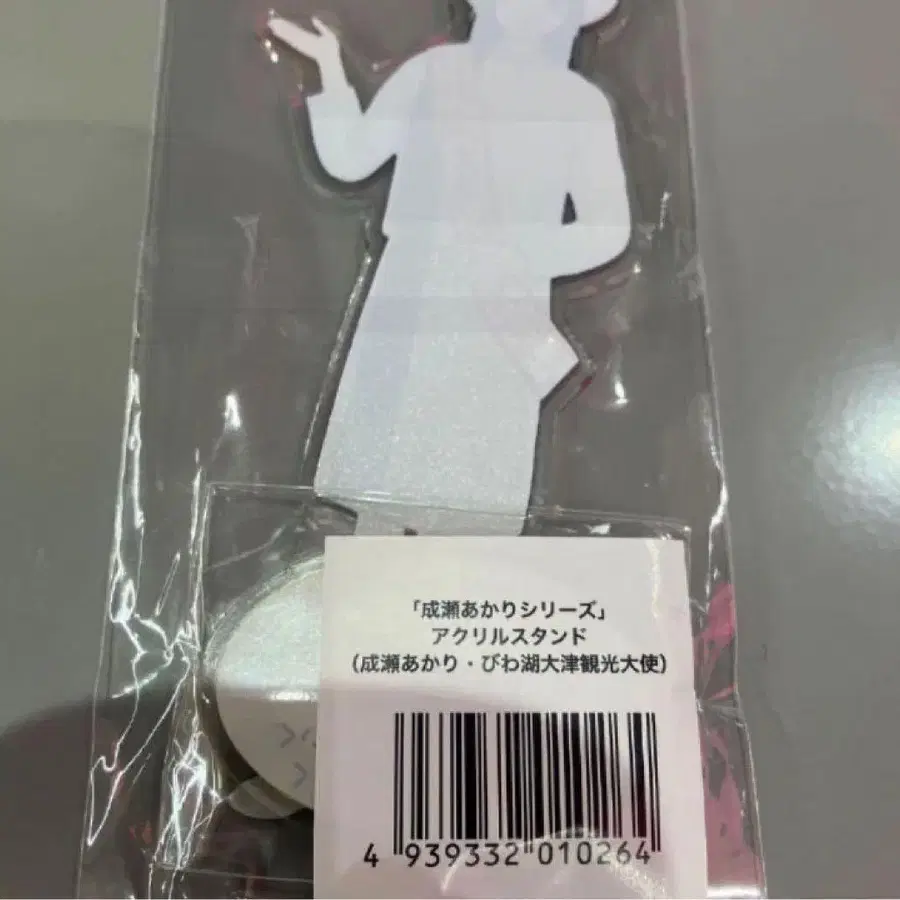 「成瀬あかりシリーズ」
アクリルスタンド
（成瀬あかり・びわ湖大津観光大使）
4 939332 010264